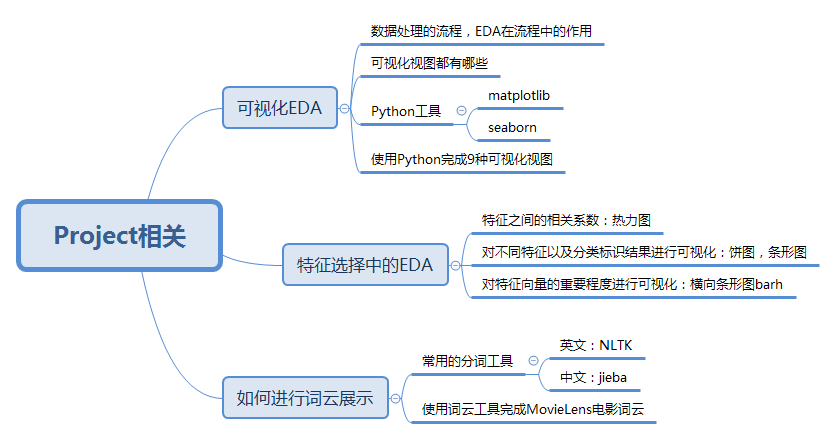 数据处理的流程，EDA在流程中的作用
可视化视图都有哪些
可视化EDA
Python工具
matplotlib
seaborn
使用Python完成9种可视化视图
Project相关
特征之间的相关系数：热力图
特征选择中的EDA
对不同特征以及分类标识结果进行可视化：饼图，条形图
对特征向量的重要程度进行可视化：横向条形图barh
如何进行词云展示
常用的分词工具
英文：NLTK
中文：jieba
使用词云工具完成MovieLens电影词云